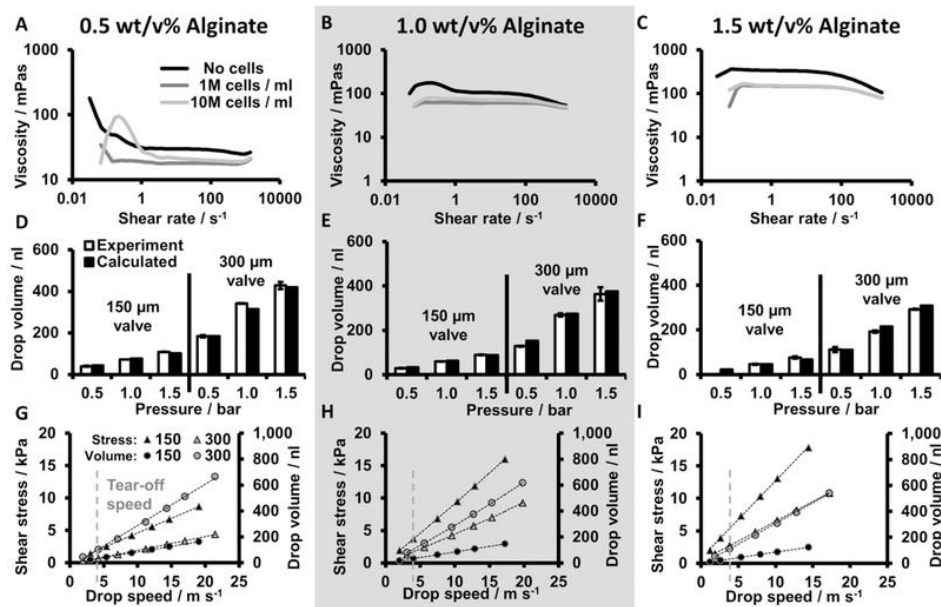 A 0.5 wt/v% Alginate
B 1.0 wt/v% Alginate
C 1.5 wt/v% Alginate
Viscosity / mPas
1000
100
10
No cells
1M cells / ml
10M cells / ml
0.01 1 100 10000
Shear rate / s-1
Viscosity / mPas
1000
100
10
1
0.01 1 100 10000
Shear rate / s-1
Viscosity / mPas
1000
100
10
1
0.01 1 100 10000
Shear rate / s-1
D
Drop volume / nl
600
400
200
0
Experiment
Calculated
150 µm
valve
300 µm
valve
0.5 1.0 1.5 0.5 1.0 1.5
Pressure / bar
E
Drop volume / nl
600
400
200
0
150 µm
valve
300 µm
valve
0.5 1.0 1.5 0.5 1.0 1.5
Pressure / bar
F
Drop volume / nl
600
400
200
0
150 µm
valve
300 µm
valve
0.5 1.0 1.5 0.5 1.0 1.5
Pressure / bar
G
Shear stress / kPa
20
15
10
5
0
Stress: 150 300
Volume: 150 300
Tear-off
speed
1,000
800
600
400
200
0
Drop volume / nl
0 5 10 15 20 25
Drop speed / m s-1
H
Shear stress / kPa
20
15
10
5
0
1,000
800
600
400
200
0
Drop volume / nl
0 5 10 15 20 25
Drop speed / m s-1
I
Shear stress / kPa
20
15
10
5
0
1,000
800
600
400
200
0
Drop volume / nl
0 5 10 15 20 25
Drop speed / m s-1